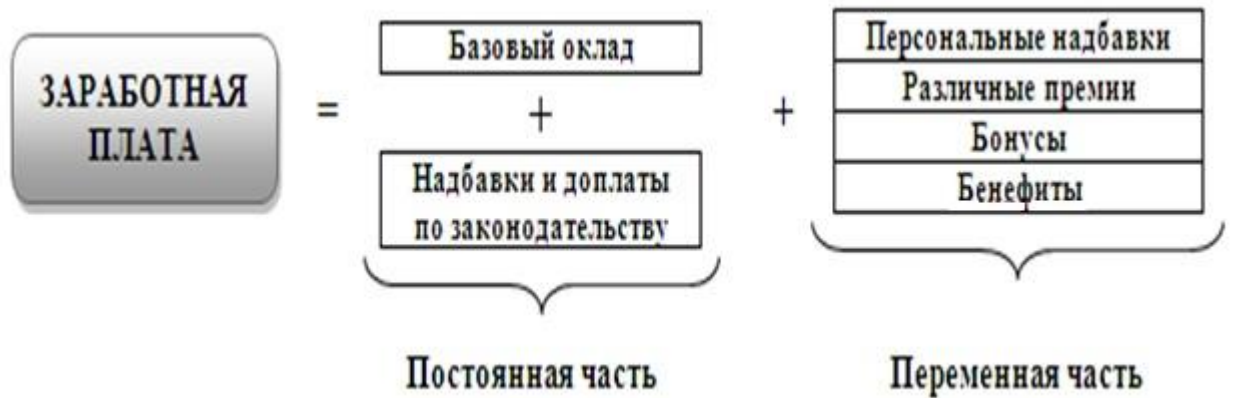 ЗАРАБОТНАЯ
ПЛАТА
=
Базовый оклад
+
Надбавки и доплаты
по законодательству
+
Персональные надбавки
Различные премии
Бонусы
Бенефиты
Постоянная часть
Переменная часть